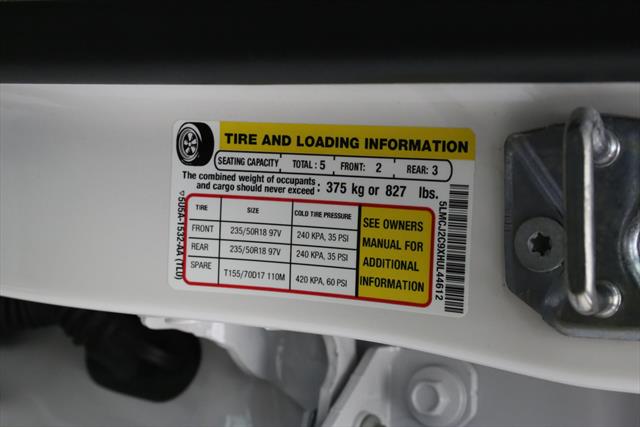 TIRE AND LOADING INFORMATION
SEATING CAPACITY TOTAL : 5 FRONT: 2 REAR: 3
The combined weight of occupants
and cargo should never exceed : 375 kg or 827 lbs.
TIRE SIZE COLD TIRE PRESSURE
FRONT 235/50R18 97V 240 KPA, 35 PSI
REAR 235/50R18 97V 240 KPA, 35 PSI
SPARE T155/70D17 110M 420 KPA, 60 PSI
SEE OWNERS
MANUAL FOR
ADDITIONAL
INFORMATION
5LMCJ2C9XHUL44612